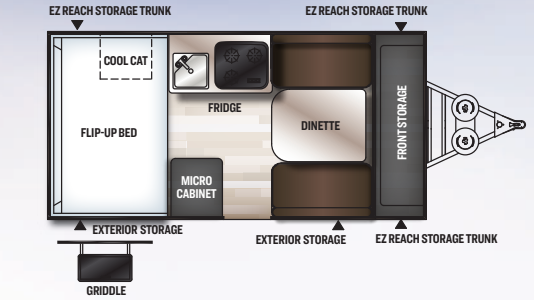 EZ REACH STORAGE TRUNK
EZ REACH STORAGE TRUNK
COOL CAT
FRIDGE
FLIP-UP BED
DINETTE
FRONT STORAGE
MICRO
CABINET
EXTERIOR STORAGE
EXTERIOR STORAGE
EZ REACH STORAGE TRUNK
GRIDDLE